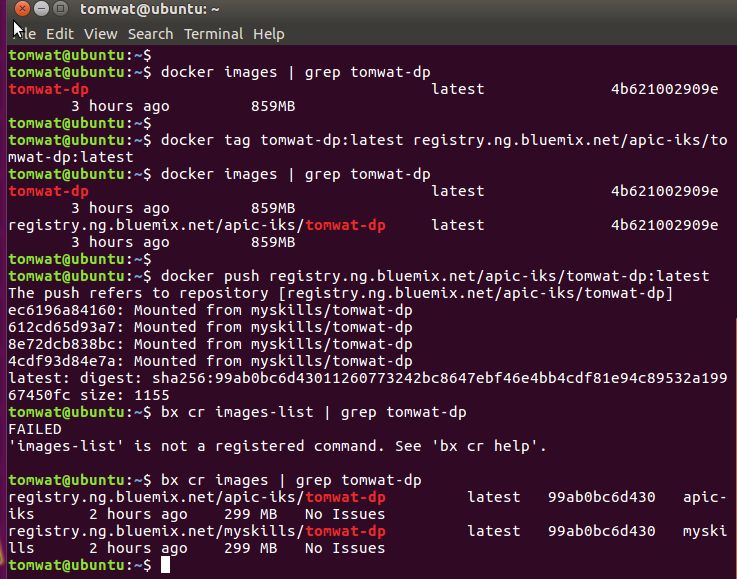 tomwat@ubuntu: ~
File Edit View Search Terminal Help
tomwat@ubuntu:~$
tomwat@ubuntu:~$ docker images | grep tomwat-dp
tomwat-dp latest 4b621002909e
3 hours ago 859MB
tomwat@ubuntu:~$
tomwat@ubuntu:~$ docker tag tomwat-dp:latest registry.ng.bluemix.net/apic-iks/to
mwat-dp:latest
tomwat@ubuntu:~$ docker images | grep tomwat-dp
tomwat-dp latest 4b621002909e
3 hours ago 859MB
registry.ng.bluemix.net/apic-iks/tomwat-dp latest 4b621002909e
3 hours ago 859MB
tomwat@ubuntu:~$
tomwat@ubuntu:~$ docker push registry.ng.bluemix.net/apic-iks/tomwat-dp:latest
The push refers to repository [registry.ng.bluemix.net/apic-iks/tomwat-dp]
ec6196a84160: Mounted from myskills/tomwat-dp
612cd65d93a7: Mounted from myskills/tomwat-dp
8e72dcb838bc: Mounted from myskills/tomwat-dp
4cdf93d84e7a: Mounted from myskills/tomwat-dp
latest: digest: sha256:99ab0bc6d43011260773242bc8647ebf46e4bb4cdf81e94c89532a199
67450fc size: 1155
tomwat@ubuntu:~$ bx cr images-list | grep tomwat-dp
FAILED
'images-list' is not a registered command. See 'bx cr help'.
tomwat@ubuntu:~$ bx cr images | grep tomwat-dp
registry.ng.bluemix.net/apic-iks/tomwat-dp latest 99ab0bc6d430 apic-
iks 2 hours ago 299 MB No Issues
registry.ng.bluemix.net/myskills/tomwat-dp latest 99ab0bc6d430 myski
lls 2 hours ago 299 MB No Issues
tomwat@ubuntu:~$